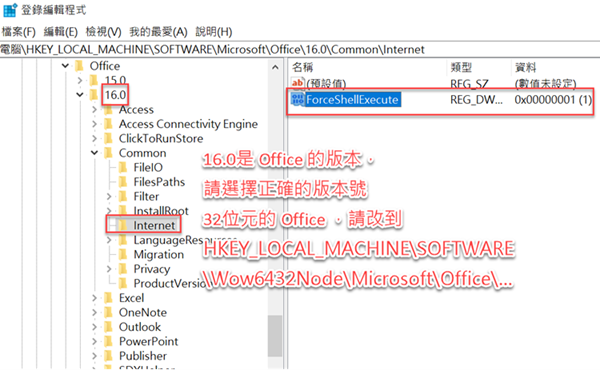 登錄編輯程式
檔案(F) 編輯(E) 檢視(V) 我的最愛(A) 說明(H)
電腦\HKEY_LOCAL_MACHINE\SOFTWARE\Microsoft\Office\16.0\Common\Internet
Office
15.0
16.0
Access
Access Connectivity Engine
ClickToRunStore
Common
FileIO
FilesPaths
Filter
InstallRoot
Internet
LanguageResources
Migration
Privacy
ProductVersion
Excel
OneNote
Outlook
PowerPoint
Publisher
SDXHelper
名稱 類型 資料
(預設值) REG_SZ (數值未設定)
ForceShellExecute REG_DW... 0x00000001 (1)
16.0是 Office 的版本，
請選擇正確的版本號
32位元的 Office ，請改到
HKEY_LOCAL_MACHINE\SOFTWARE
\Wow6432Node\Microsoft\Office\...